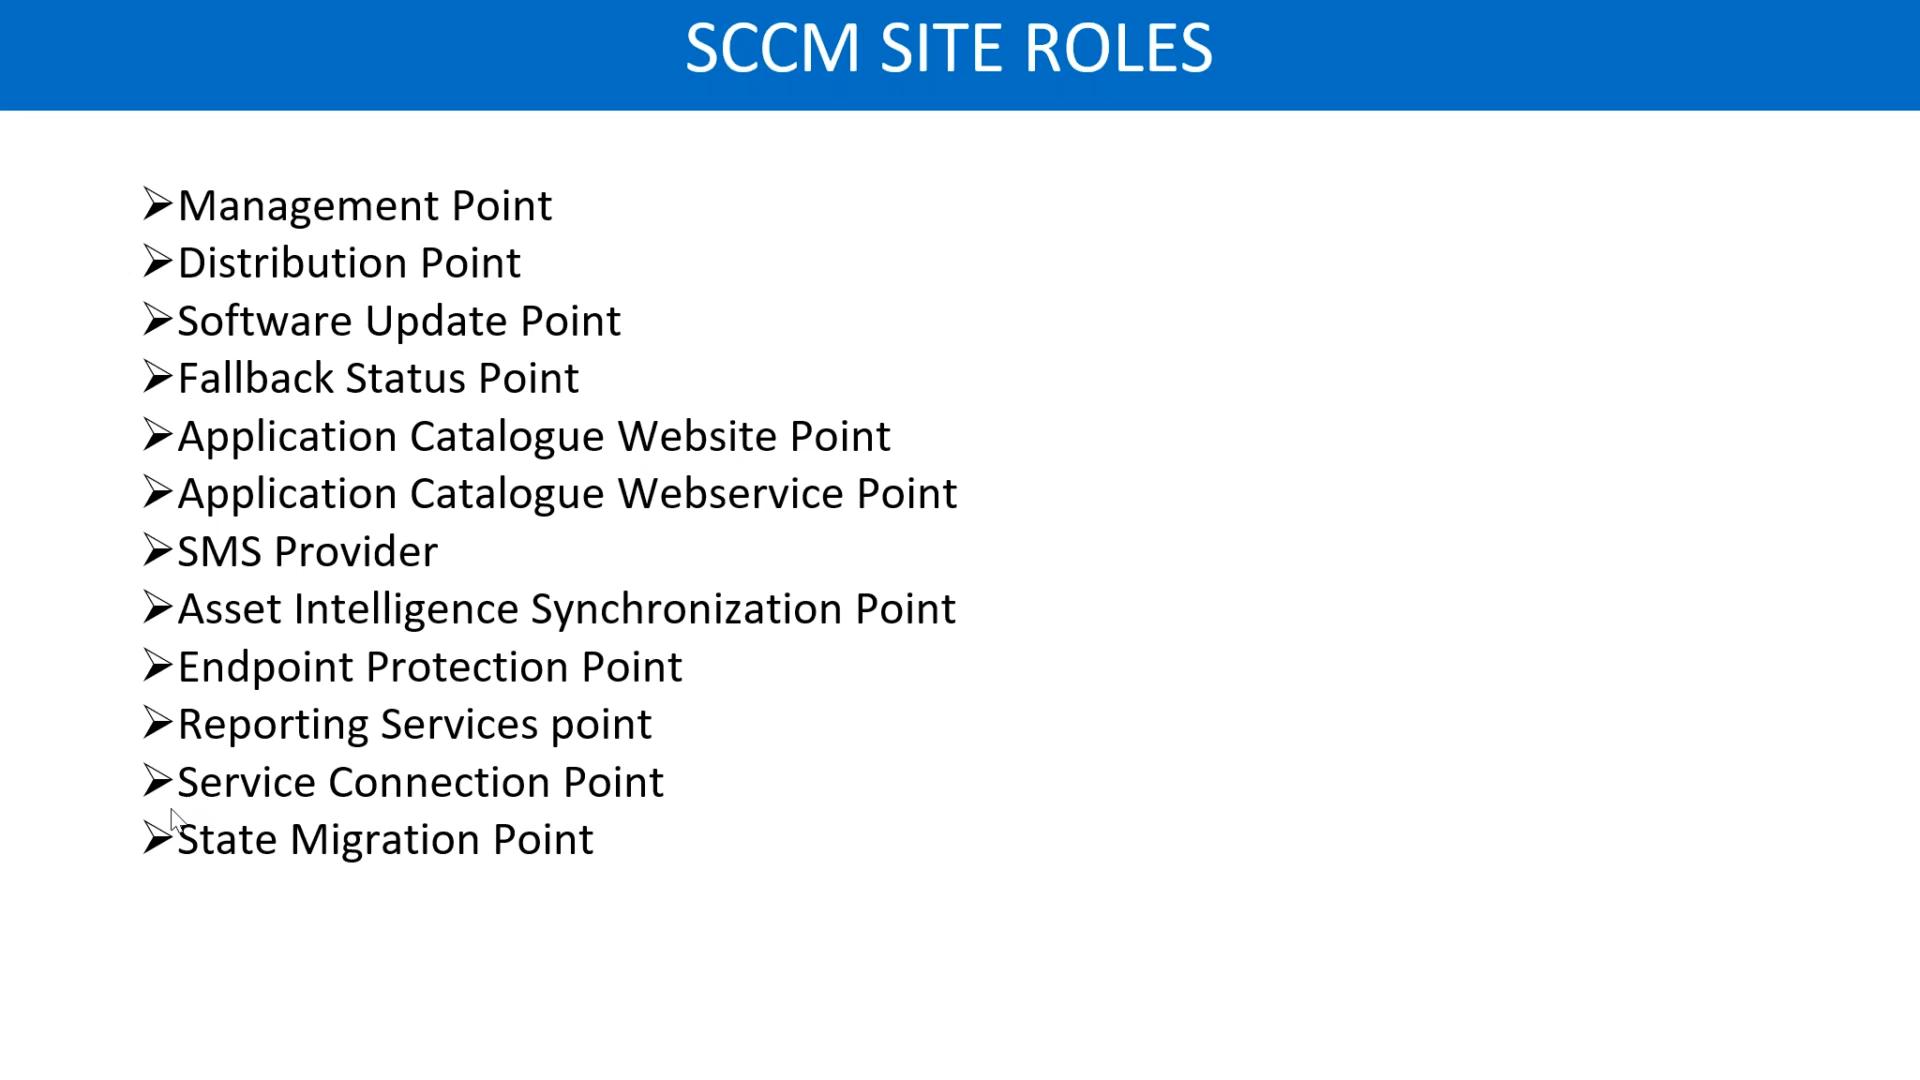 SCCM SITE ROLES
➢Management Point
➢Distribution Point
➢Software Update Point
➢Fallback Status Point
➢Application Catalogue Website Point
➢Application Catalogue Webservice Point
➢SMS Provider
➢Asset Intelligence Synchronization Point
➢Endpoint Protection Point
➢Reporting Services point
➢Service Connection Point
➢State Migration Point